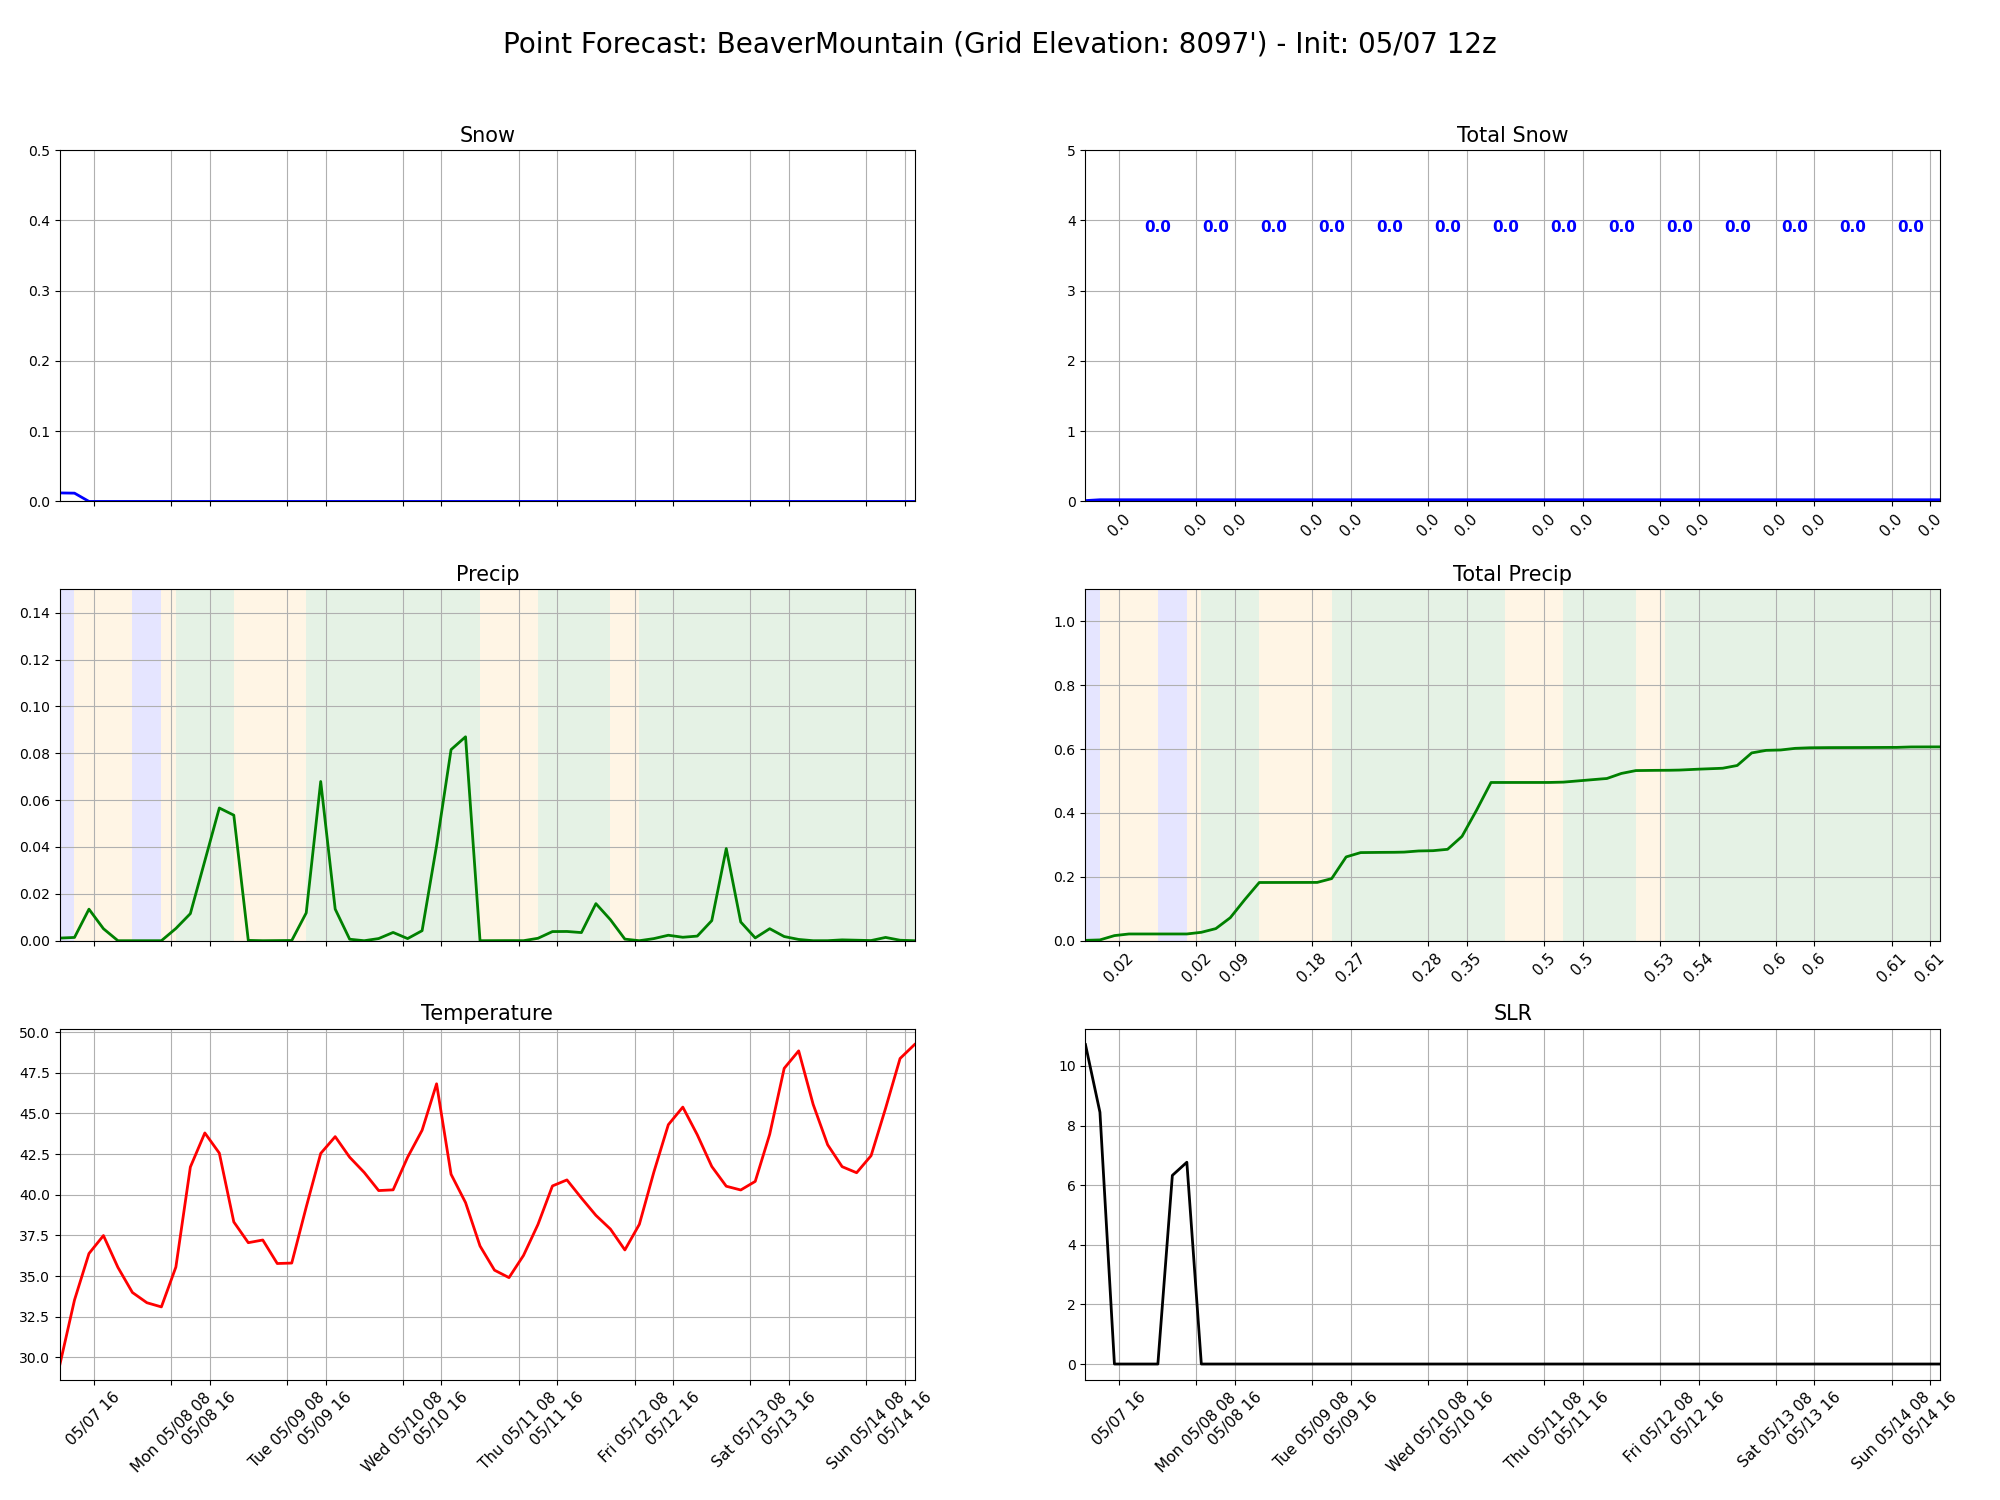 Point Forecast: BeaverMountain (Grid Elevation: 8097') - Init: 05/07 12z
Snow
0.5
0.4
0.3
0.2
0.1
0.0
Total Snow
5
4
3
2
1
0
0.0 0.0 0.0 0.0 0.0 0.0 0.0 0.0 0.0 0.0 0.0 0.0 0.0 0.0
0.0 0.0 0.0 0.0 0.0 0.0 0.0 0.0 0.0 0.0 0.0 0.0 0.0 0.0 0.0
Precip
0.14
0.12
0.10
0.08
0.06
0.04
0.02
0.00
Total Precip
1.0
0.8
0.6
0.4
0.2
0.0
0.02 0.02 0.09 0.18 0.27 0.28 0.35 0.5 0.5 0.53 0.54 0.6 0.6 0.61 0.61
Temperature
50.0
47.5
45.0
42.5
40.0
37.5
35.0
32.5
30.0
05/07 16
Mon 05/08 08
05/08 16
Tue 05/09 08
05/09 16
Wed 05/10 08
05/10 16
Thu 05/11 08
05/11 16
Fri 05/12 08
05/12 16
Sat 05/13 08
05/13 16
Sun 05/14 08
05/14 16
SLR
10
8
6
4
2
0
05/07 16
Mon 05/08 08
05/08 16
Tue 05/09 08
05/09 16
Wed 05/10 08
05/10 16
Thu 05/11 08
05/11 16
Fri 05/12 08
05/12 16
Sat 05/13 08
05/13 16
Sun 05/14 08
05/14 16